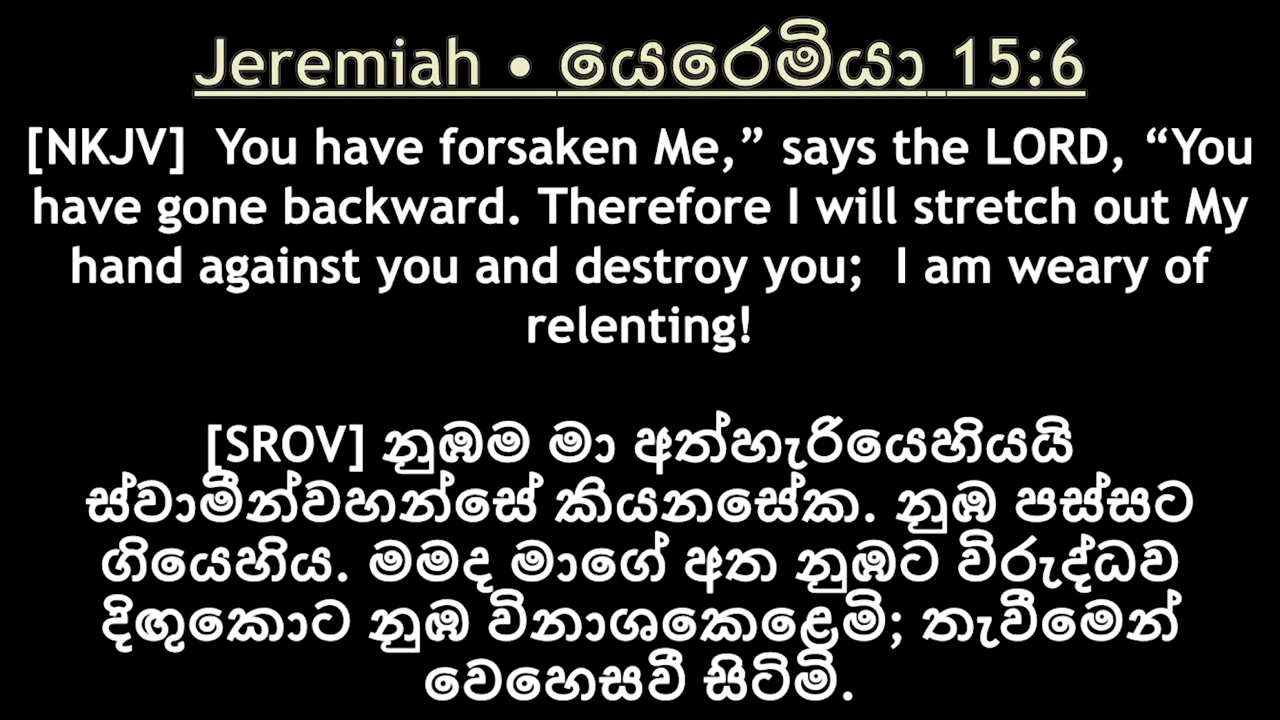 Jeremiah • යෙරෙමියා 15:6
[NKJV]  You have forsaken Me,” says the LORD, “You
have gone backward. Therefore I will stretch out My
hand against you and destroy you;  I am weary of
relenting!
[SROV] නුඹම මා අත්හැරියෙහියයි
ස්වාමීන්වහන්සේ කියනසේක. නුඹ පස්සට
ගියෙහිය. මමද මාගේ අත නුඹට විරුද්ධව
දිඟුකොට නුඹ විනාශකෙළෙමි; තැවීමෙන්
වෙහෙසවී සිටිමි.